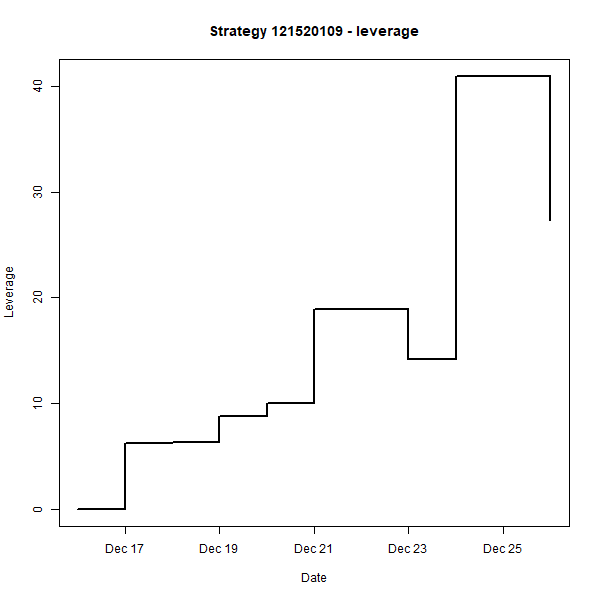 Strategy 121520109 - leverage
Leverage
40
30
20
10
0
Dec 17
Dec 19
Dec 21
Dec 23
Dec 25
Date